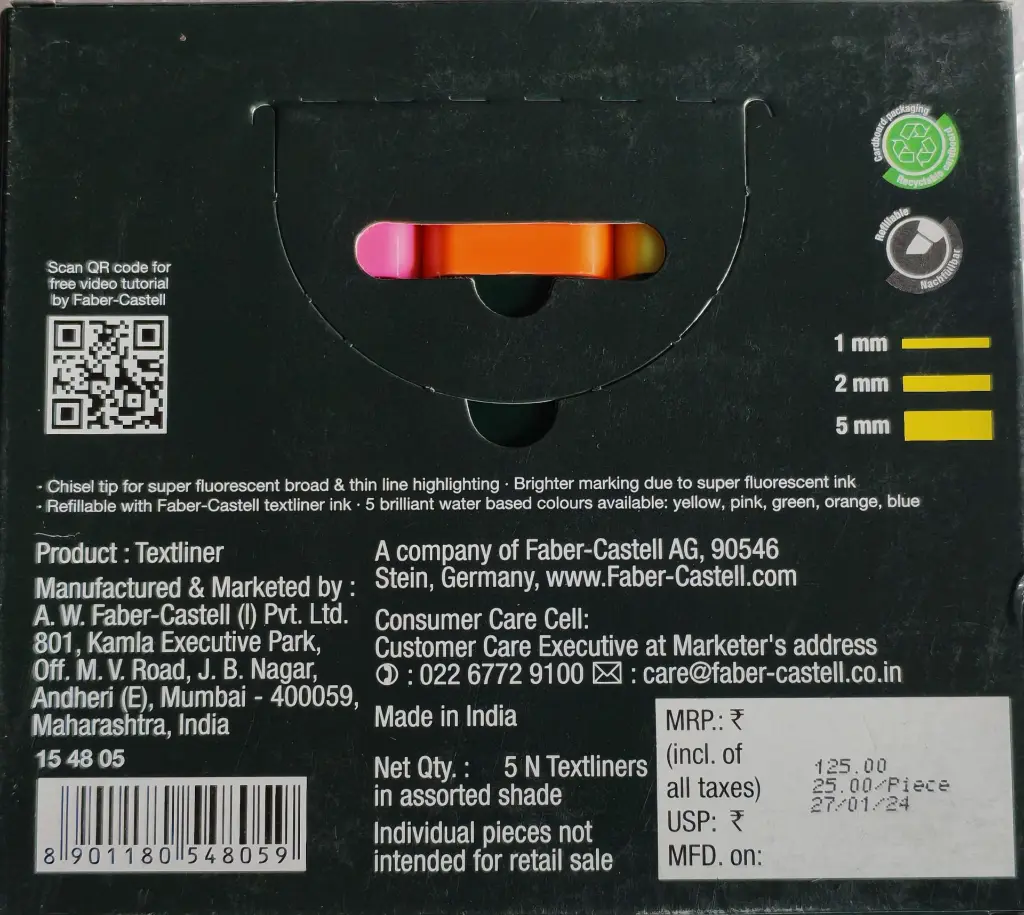 Cardboard packaging
Recyclable cardboard
Refillable
Nachfüllbar
Scan QR code for
free video tutorial
by Faber-Castell
1 mm
2 mm
5 mm
· Chisel tip for super fluorescent broad & thin line highlighting · Brighter marking due to super fluorescent ink
· Refillable with Faber-Castell textliner ink · 5 brilliant water based colours available: yellow, pink, green, orange, blue
Product : Textliner
Manufactured & Marketed by :
A. W. Faber-Castell (I) Pvt. Ltd.
801, Kamla Executive Park,
Off. M. V. Road, J. B. Nagar,
Andheri (E), Mumbai - 400059,
Maharashtra, India
15 48 05
8 901180 548059
A company of Faber-Castell AG, 90546
Stein, Germany, www.Faber-Castell.com
Consumer Care Cell:
Customer Care Executive at Marketer's address
: 022 6772 9100 : care@faber-castell.co.in
Made in India
Net Qty. : 5 N Textliners
in assorted shade
Individual pieces not
intended for retail sale
MRP.: ₹
(incl. of
all taxes)
USP: ₹
MFD. on:
125.00
25.00/Piece
27/01/24